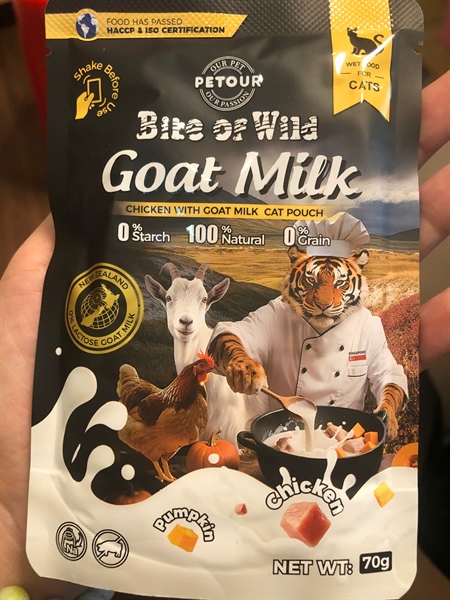 FOOD HAS PASSED
HACCP & ISO CERTIFICATION
WET FOOD
FOR
CATS
Shake Before
Use
OUR PET
PETOUR
OUR PASSION
Bite of Wild
Goat Milk
CHICKEN WITH GOAT MILK CAT POUCH
0% Starch 100% Natural 0% Grain
NEW ZEALAND
0% LACTOSE GOAT MILK
SINGAPORE
Chicken
Pumpkin
NET WT: 70g